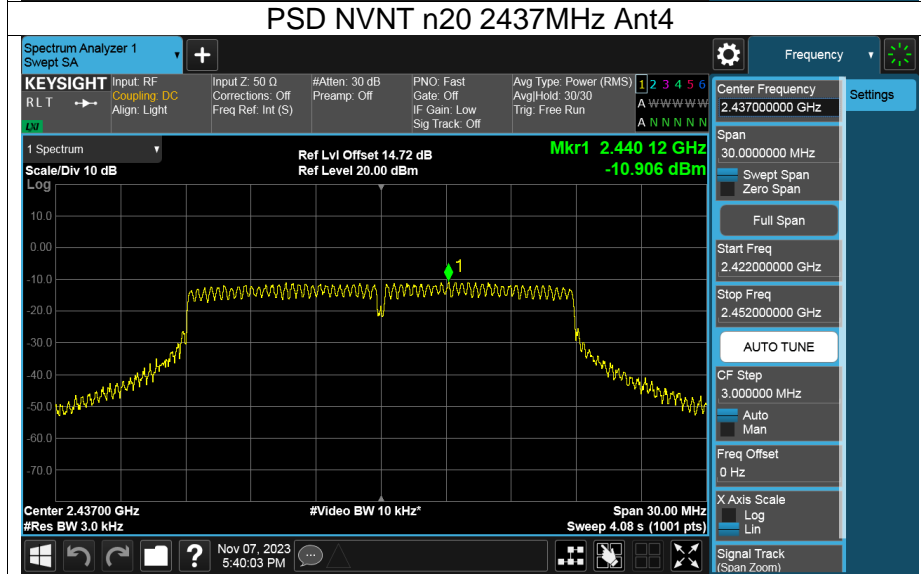 PSD NVNT n20 2437MHz Ant4
Spectrum Analyzer 1
Swept SA
+
Frequency
KEYSIGHT
RLT
LXI
Input: RF
Coupling: DC
Align: Light
Input Z: 50 Ω
Corrections: Off
Freq Ref: Int (S)
#Atten: 30 dB
Preamp: Off
PNO: Fast
Gate: Off
IF Gain: Low
Sig Track: Off
Avg Type: Power (RMS)
Avg|Hold: 30/30
Trig: Free Run
1 2 3 4 5 6
A W W W W W
A N N N N N
1 Spectrum
Scale/Div 10 dB
Log
Ref Lvl Offset 14.72 dB
Ref Level 20.00 dBm
Mkr1 2.440 12 GHz
-10.906 dBm
10.0
0.00
-10.0
-20.0
-30.0
-40.0
-50.0
-60.0
-70.0
1
Center 2.43700 GHz
#Res BW 3.0 kHz
#Video BW 10 kHz*
Span 30.00 MHz
Sweep 4.08 s (1001 pts)
?
Nov 07, 2023
5:40:03 PM
Center Frequency
2.437000000 GHz
Settings
Span
30.0000000 MHz
Swept Span
Zero Span
Full Span
Start Freq
2.422000000 GHz
Stop Freq
2.452000000 GHz
AUTO TUNE
CF Step
3.000000 MHz
Auto
Man
Freq Offset
0 Hz
X Axis Scale
Log
Lin
Signal Track
(Span Zoom)